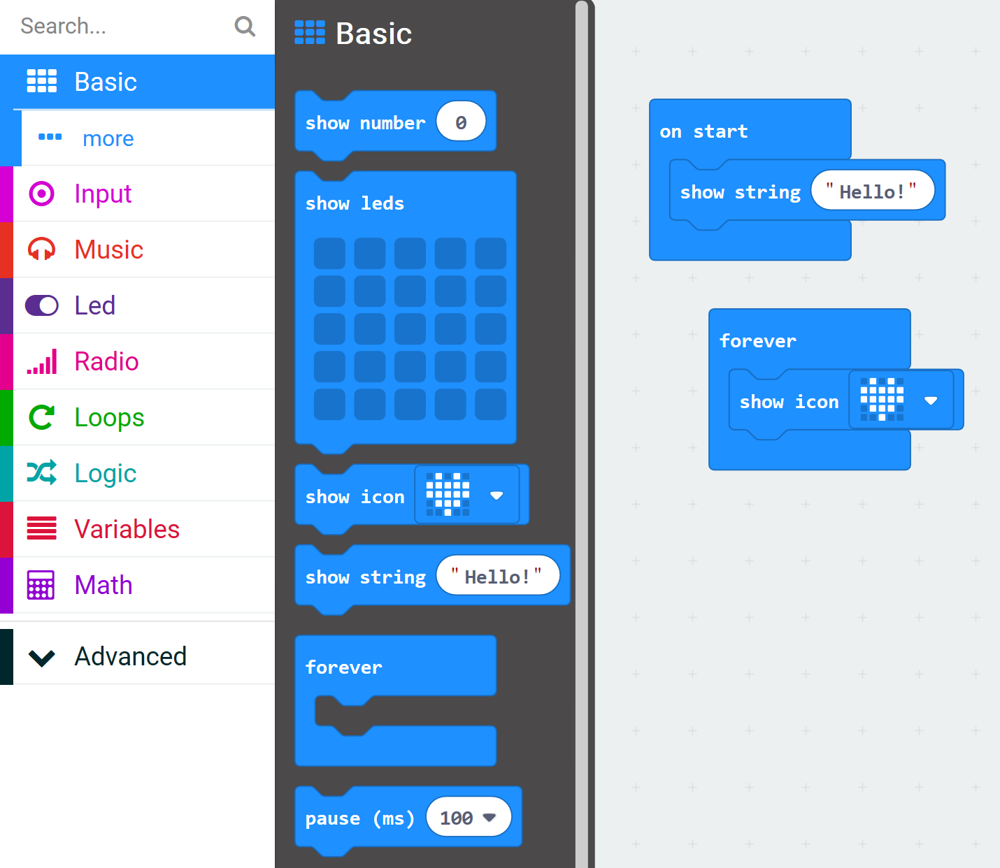 Search...
Basic
more
Input
Music
Led
Radio
Loops
Logic
Variables
Math
Advanced
Basic
show number 0
show leds
show icon
show string "Hello!"
forever
pause (ms) 100
on start
show string "Hello!"
forever
show icon